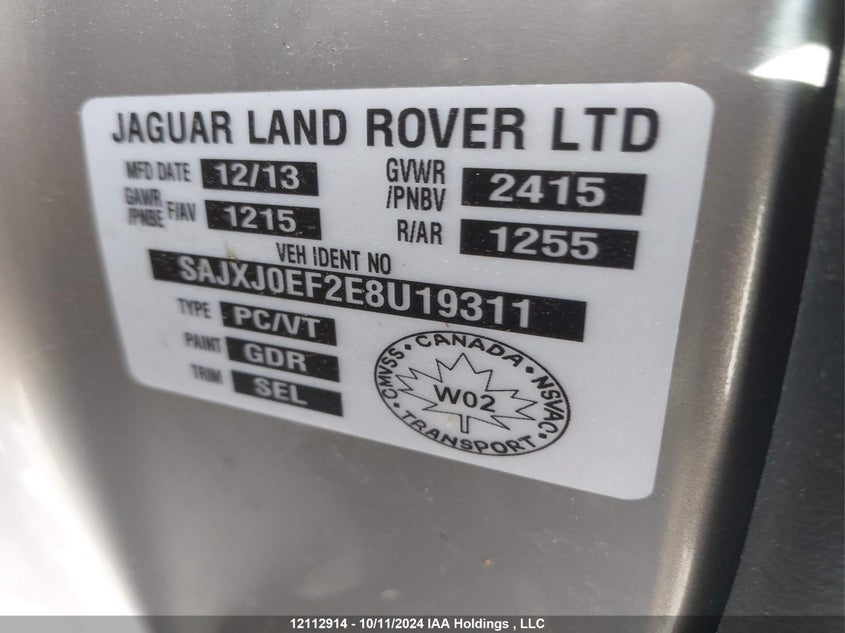 JAGUAR LAND ROVER LTD
MFD DATE 12/13 GVWR /PNBV 2415
GAWR /PNBE F/AV 1215 R/AR 1255
VEH IDENT NO
SAJXJ0EF2E8U19311
TYPE PC/VT
PAINT GDR
TRIM SEL
CMVSS • CANADA • NSVAC • TRANSPORT •
W02
12112914 - 10/11/2024 IAA Holdings , LLC